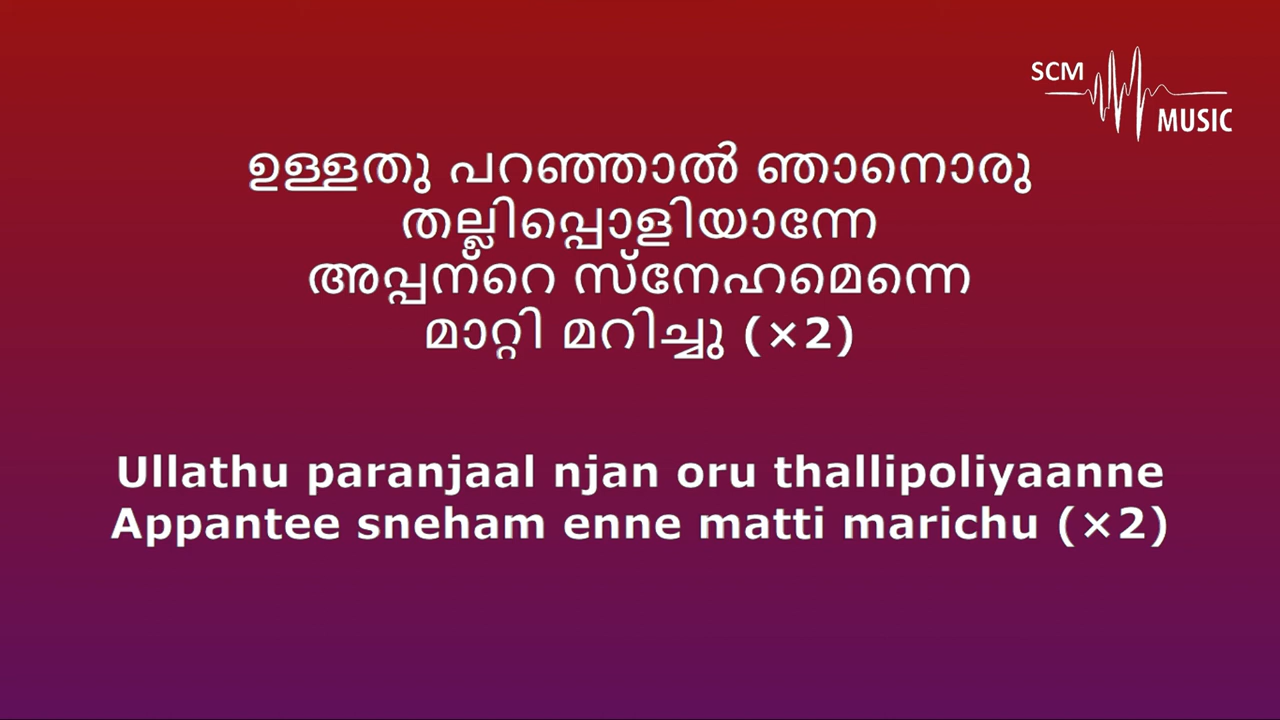 SCM
MUSIC
ഉള്ളതു പറഞ്ഞാൽ ഞാനൊരു
തല്ലിപ്പൊളിയാന്നേ
അപ്പന്റെ സ്നേഹമെന്നെ
മാറ്റി മറിച്ചു (×2)
Ullathu paranjaal njan oru thallipoliyaanne
Appantee sneham enne matti marichu (×2)